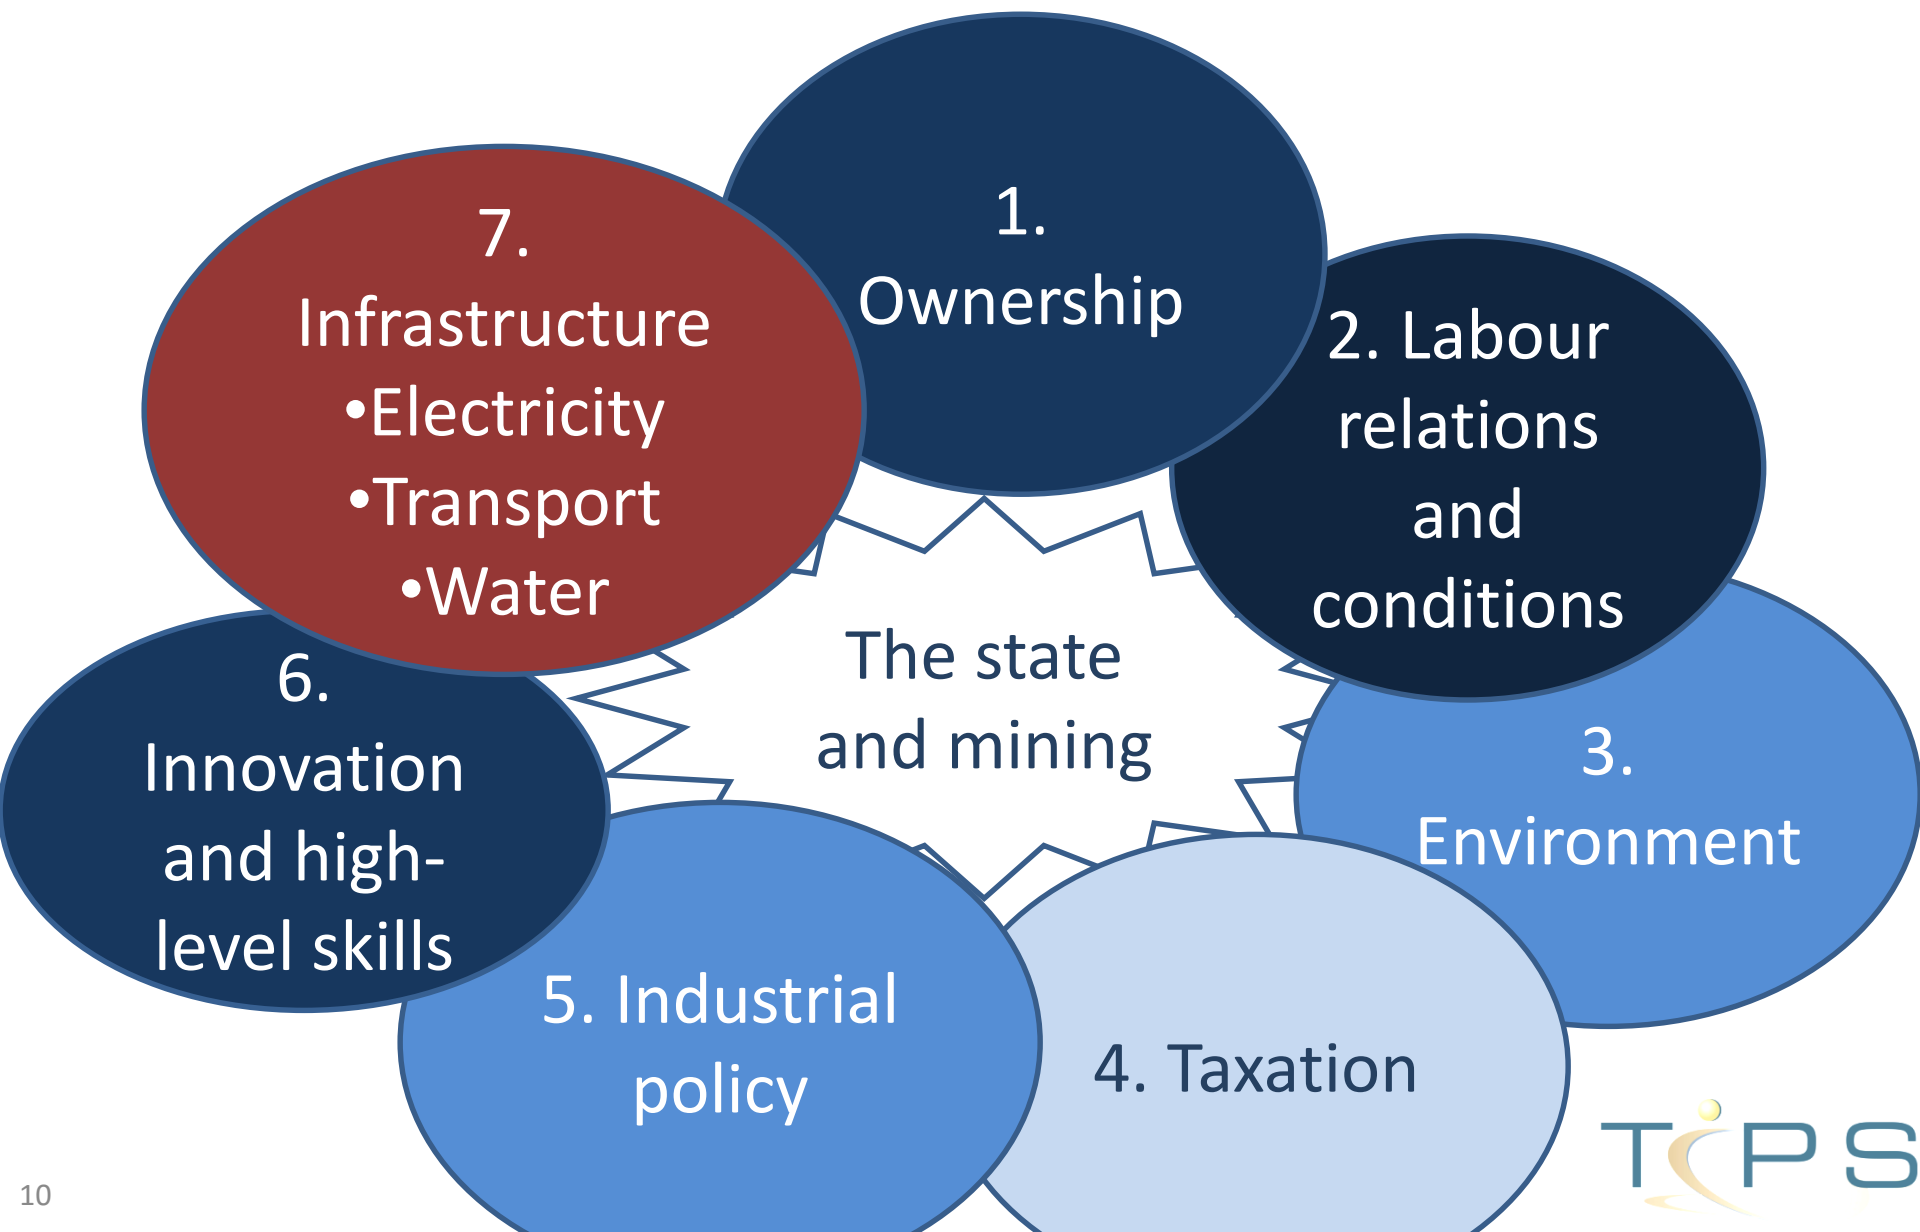 1.
Ownership
2. Labour
relations
and
conditions
3.
Environment
4. Taxation
5. Industrial
policy
6.
Innovation
and high-
level skills
7.
Infrastructure
•Electricity
•Transport
•Water
The state
and mining
TIPS
10